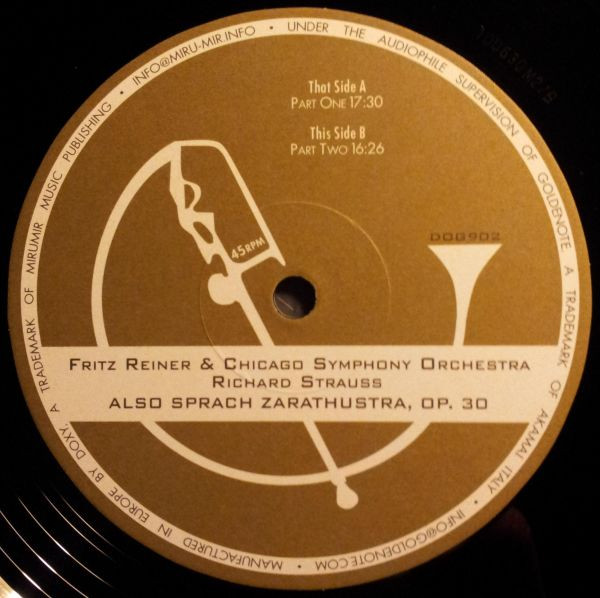 That Side A
Part One 17:30
This Side B
Part Two 16:26
45 RPM
DOG902
Fritz Reiner & Chicago Symphony Orchestra
Richard Strauss
ALSO SPRACH ZARATHUSTRA, OP. 30
MANUFACTURED IN EUROPE BY DOXY, A TRADEMARK OF MIRUMIR MUSIC PUBLISHING • INFO@MIRU-MIR.INFO • UNDER THE AUDIOPHILE SUPERVISION OF GOLDENOTE, A TRADEMARK OF AKAMAI, ITALY • INFO@GOLDENOTE.COM •